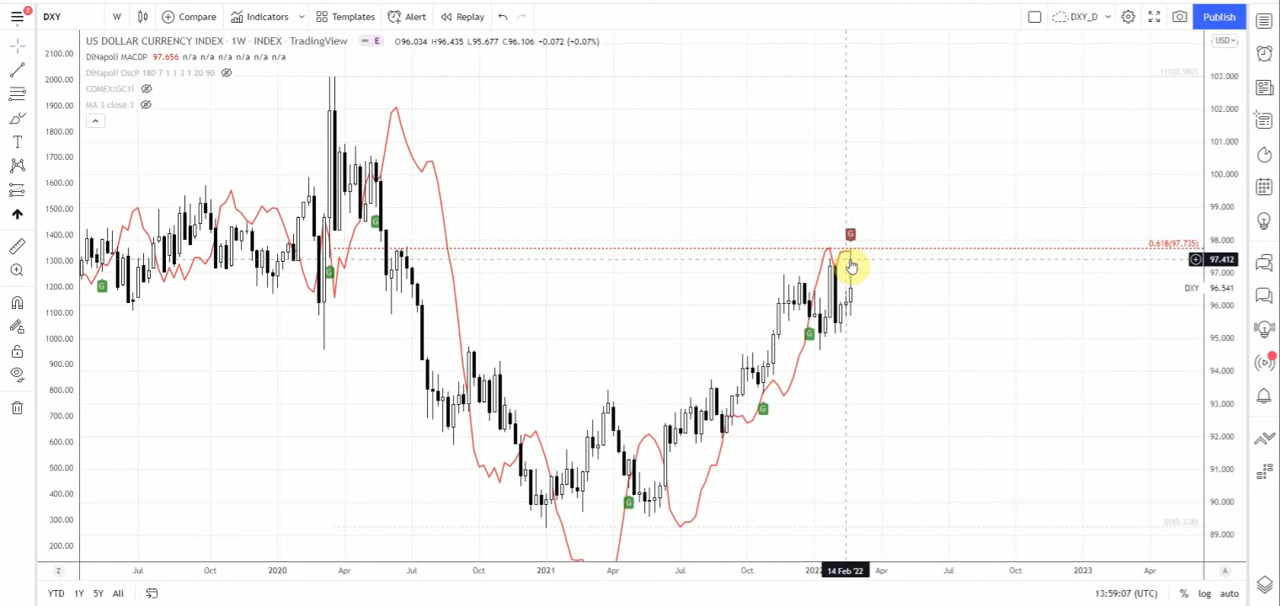 2
DXY W Compare Indicators Templates Alert Replay DXY_D Publish
US DOLLAR CURRENCY INDEX · 1W · INDEX · TradingView E O96.034 H96.435 L95.677 C96.106 +0.072 (+0.07%)
DiNapoli MACDP 97.656 n/a n/a n/a n/a n/a n/a
DiNapoli OscP 180 7 1 1 3 1 20 90
COMEX:GC1!
MA 3 close 3
2100.00
2000.00
1900.00
1800.00
1700.00
1600.00
1500.00
1400.00
1300.00
1200.00
1100.00
1000.00
900.00
800.00
700.00
600.00
500.00
400.00
300.00
200.00
G
G
G
G
G
G
G
1(102.987)
0.618(97.735)
0(89.238)
USD
103.000
102.000
101.000
100.000
99.000
98.000
97.412
97.000
DXY 96.541
96.000
95.000
94.000
93.000
92.000
91.000
90.000
89.000
Z Jul Oct 2020 Apr Jul Oct 2021 Apr Jul Oct 2022 14 Feb '22 Apr Jul Oct 2023 Apr A
YTD 1Y 5Y All 13:59:07 (UTC) % log auto